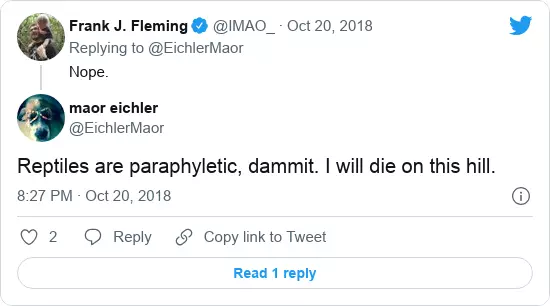 Frank J. Fleming @IMAO_ · Oct 20, 2018
Replying to @EichlerMaor
Nope.
maor eichler
@EichlerMaor
Reptiles are paraphyletic, dammit. I will die on this hill.
8:27 PM · Oct 20, 2018
2 Reply Copy link to Tweet
Read 1 reply